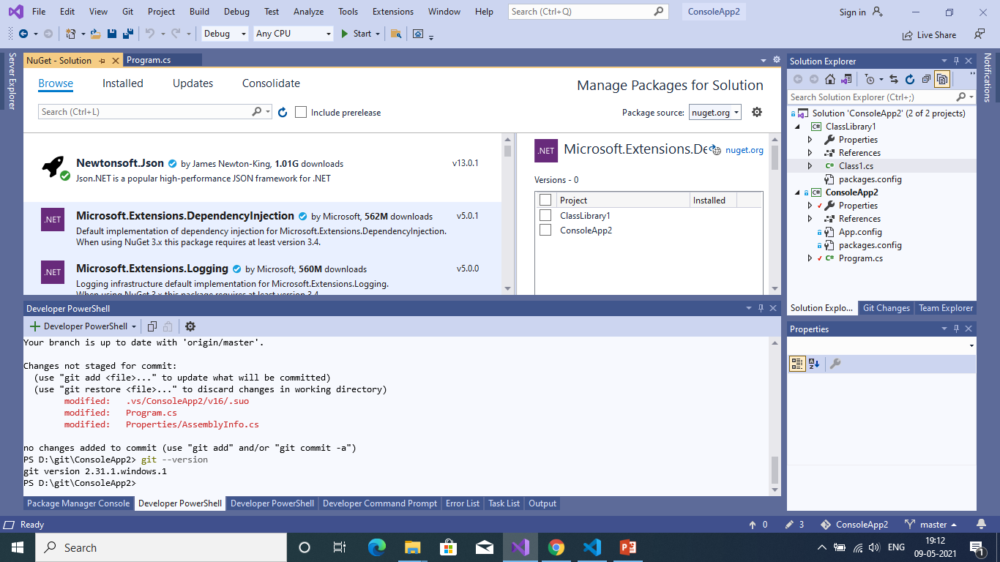 File Edit View Git Project Build Debug Test Analyze Tools Extensions Window Help Search (Ctrl+Q) ConsoleApp2 Sign in
Debug Any CPU Start Live Share
Server Explorer
NuGet - Solution Program.cs
Browse Installed Updates Consolidate
Manage Packages for Solution
Search (Ctrl+L) Include prerelease Package source: nuget.org
Newtonsoft.Json by James Newton-King, 1.01G downloads v13.0.1
Json.NET is a popular high-performance JSON framework for .NET
.NET Microsoft.Extensions.DependencyInjection by Microsoft, 562M downloads v5.0.1
Default implementation of dependency injection for Microsoft.Extensions.DependencyInjection.
When using NuGet 3.x this package requires at least version 3.4.
.NET Microsoft.Extensions.Logging by Microsoft, 560M downloads v5.0.0
Logging infrastructure default implementation for Microsoft.Extensions.Logging.
When using NuGet 3.x this package requires at least version 3.4.
.NET Microsoft.Extensions.De nuget.org
Versions - 0
Project Installed
ClassLibrary1
ConsoleApp2
Developer PowerShell
Developer PowerShell
Your branch is up to date with 'origin/master'.
Changes not staged for commit:
(use "git add <file>..." to update what will be committed)
(use "git restore <file>..." to discard changes in working directory)
modified: .vs/ConsoleApp2/v16/.suo
modified: Program.cs
modified: Properties/AssemblyInfo.cs
no changes added to commit (use "git add" and/or "git commit -a")
PS D:\git\ConsoleApp2> git --version
git version 2.31.1.windows.1
PS D:\git\ConsoleApp2>
Package Manager Console Developer PowerShell Developer PowerShell Developer Command Prompt Error List Task List Output
Solution Explorer
Search Solution Explorer (Ctrl+;)
Solution 'ConsoleApp2' (2 of 2 projects)
C# ClassLibrary1
Properties
References
C# Class1.cs
packages.config
C# ConsoleApp2
Properties
References
App.config
packages.config
C# Program.cs
Solution Explo... Git Changes Team Explorer
Properties
Notifications
Ready 0 3 ConsoleApp2 master
Search ENG 19:12
09-05-2021
1